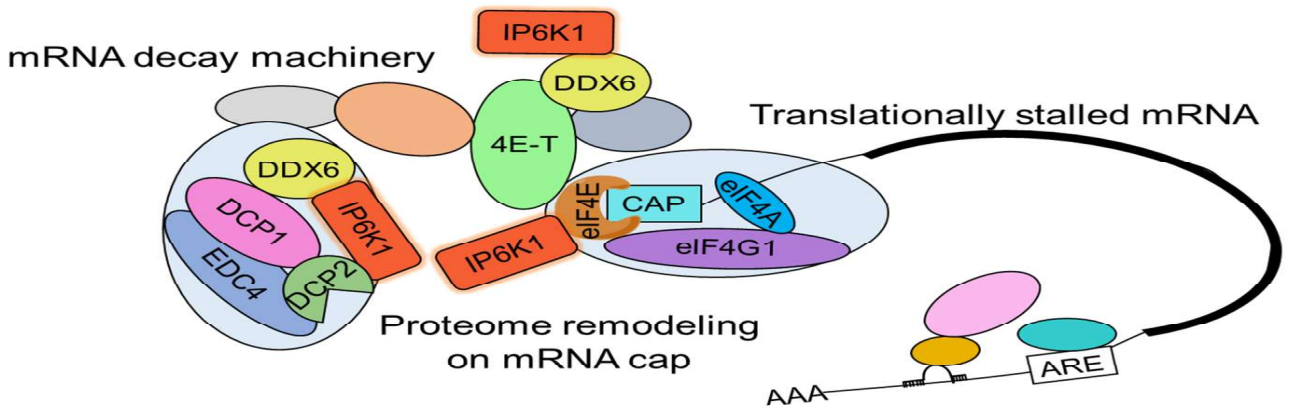 IP6K1
mRNA decay machinery
DDX6
Translationally stalled mRNA
4E-T
DDX6
DCP1
IP6K1
EDC4
DCP2
IP6K1
eIF4E
CAP
eIF4A
eIF4G1
Proteome remodeling
on mRNA cap
ARE
AAA